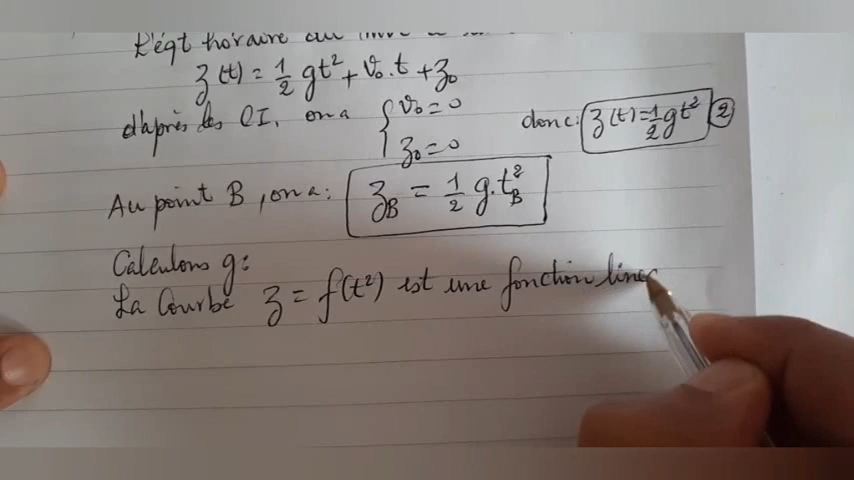 L'éqt horaire du
z(t) = 1/2 gt² + V₀.t + z₀
d'après les CI, on a { V₀ = 0
z₀ = 0
donc: z(t) = 1/2 gt² ②
Au point B, on a: z_B = 1/2 g.t_B²
Calculons g:
La Courbe z = f(t²) est une fonction linea